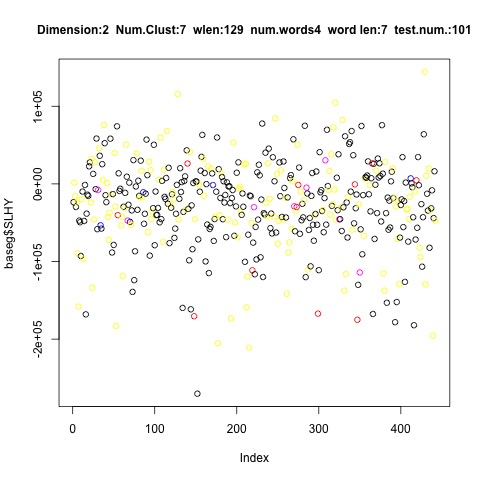 Dimension:2 Num.Clust:7 wlen:129 num.words4 word len:7 test.num.:101
baseg$SLHY
1e+05
0e+00
-1e+05
-2e+05
0 100 200 300 400
Index